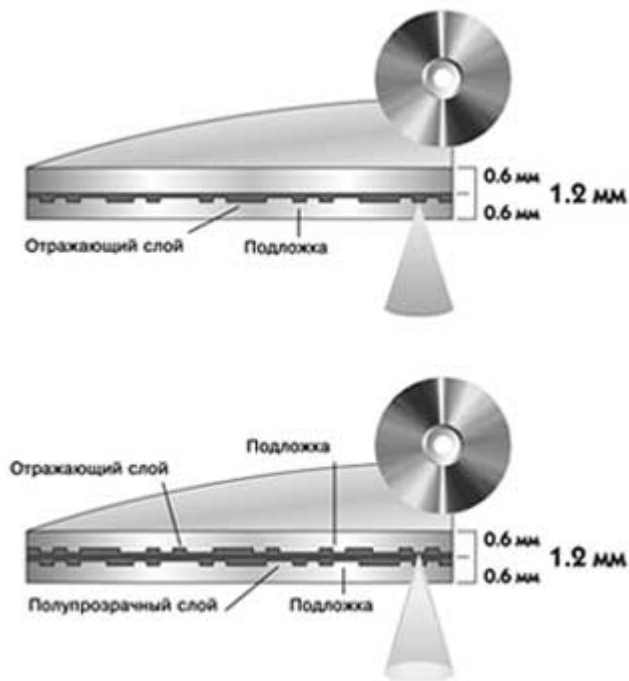 0.6 мм
1.2 мм
0.6 мм
Отражающий слой
Подложка
Подложка
Отражающий слой
0.6 мм
1.2 мм
0.6 мм
Полупрозрачный слой
Подложка